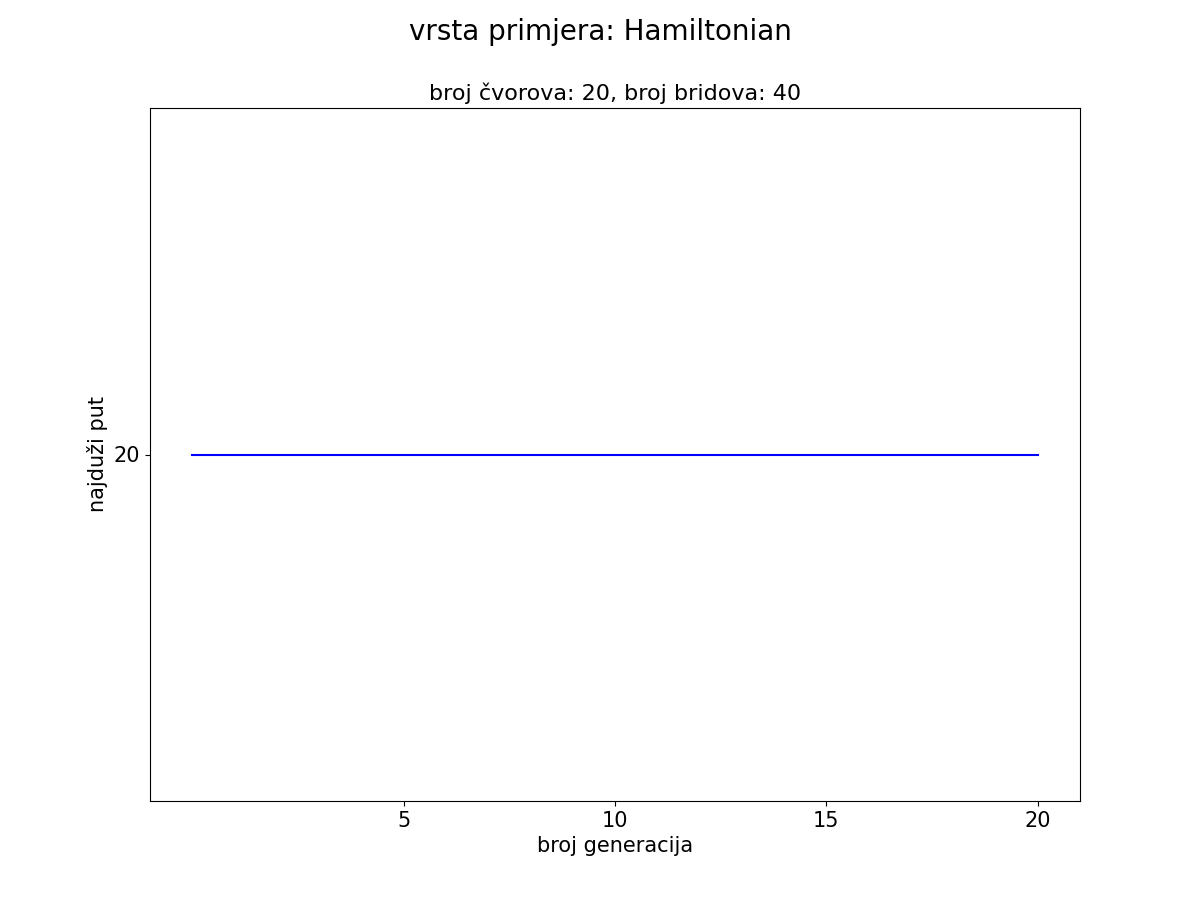 vrsta primjera: Hamiltonian
broj čvorova: 20, broj bridova: 40
najduži put
20
5
10
15
20
broj generacija